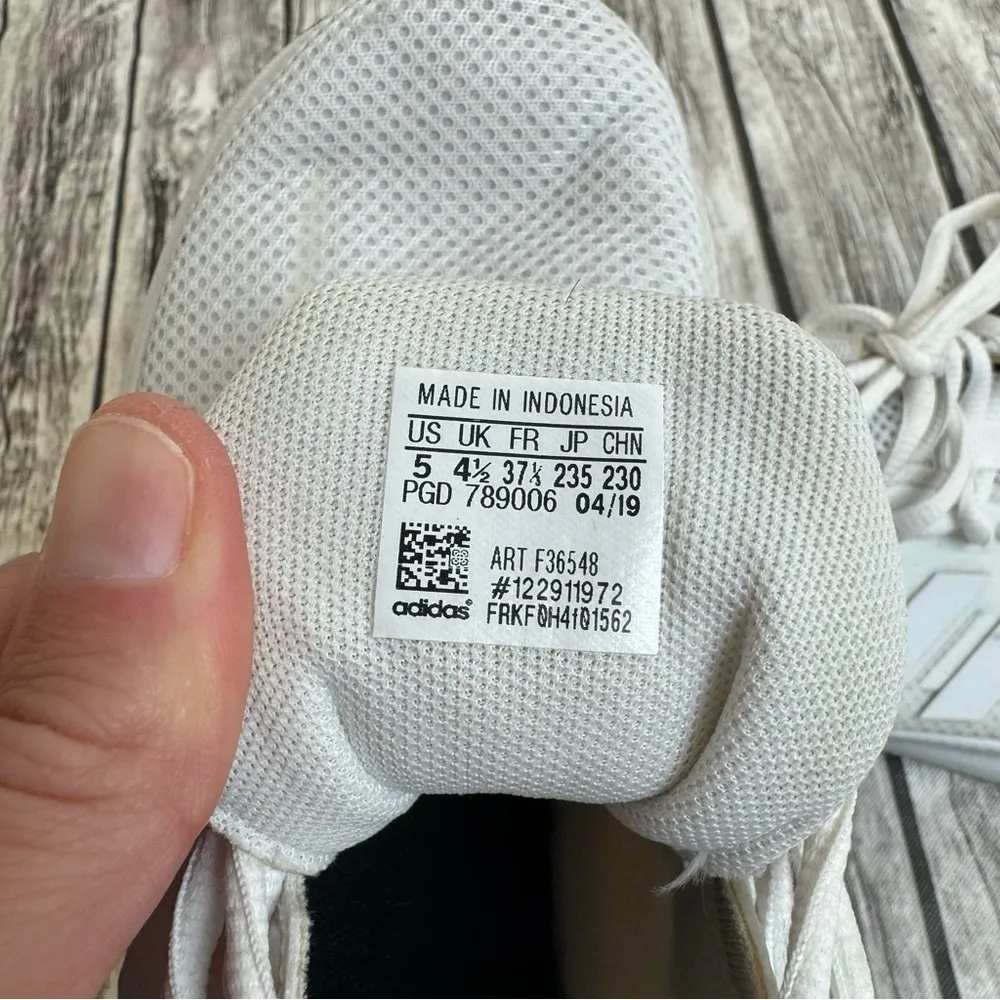 MADE IN INDONESIA
US UK FR JP CHN
5 4½ 37⅓ 235 230
PGD 789006 04/19
ART F36548
#122911972
adidas® FRKF0H4f01562